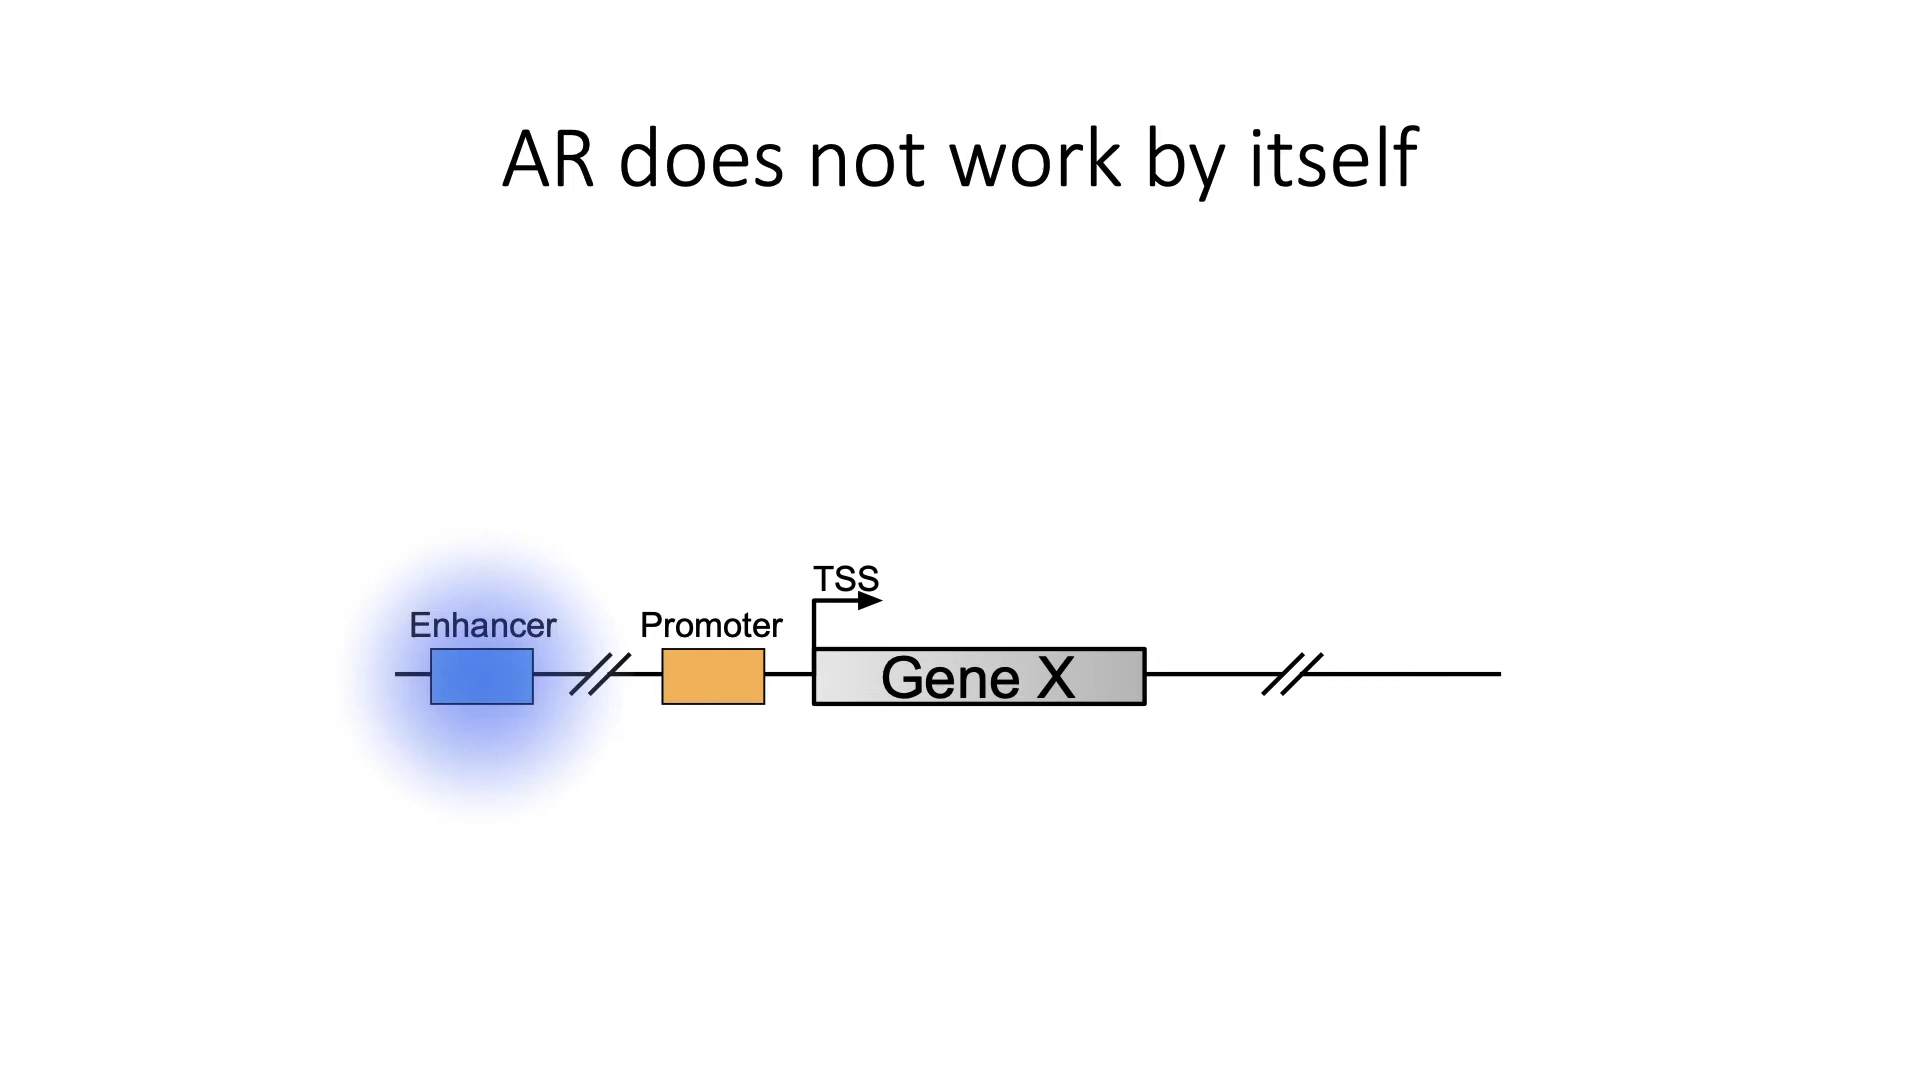 AR does not work by itself
TSS
Enhancer
Promoter
Gene X